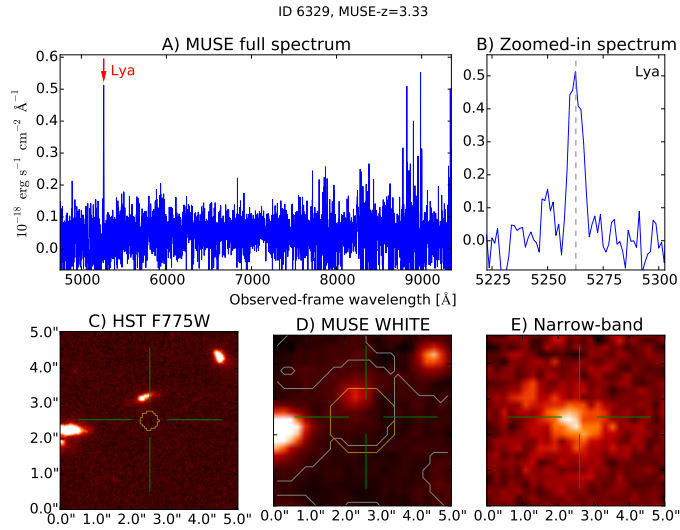 ID 6329, MUSE-z=3.33
A) MUSE full spectrum
B) Zoomed-in spectrum
Lya
Lya
10⁻¹⁸ erg s⁻¹ cm⁻² Å⁻¹
0.6
0.5
0.4
0.3
0.2
0.1
0.0
0.5
0.4
0.3
0.2
0.1
0.0
5000 6000 7000 8000 9000
5225 5250 5275 5300
Observed-frame wavelength [Å]
C) HST F775W
D) MUSE WHITE
E) Narrow-band
5.0"
4.0"
3.0"
2.0"
1.0"
0.0"
0.0" 1.0" 2.0" 3.0" 4.0" 5.0"
0.0" 1.0" 2.0" 3.0" 4.0" 5.0"
0.0" 1.0" 2.0" 3.0" 4.0" 5.0"